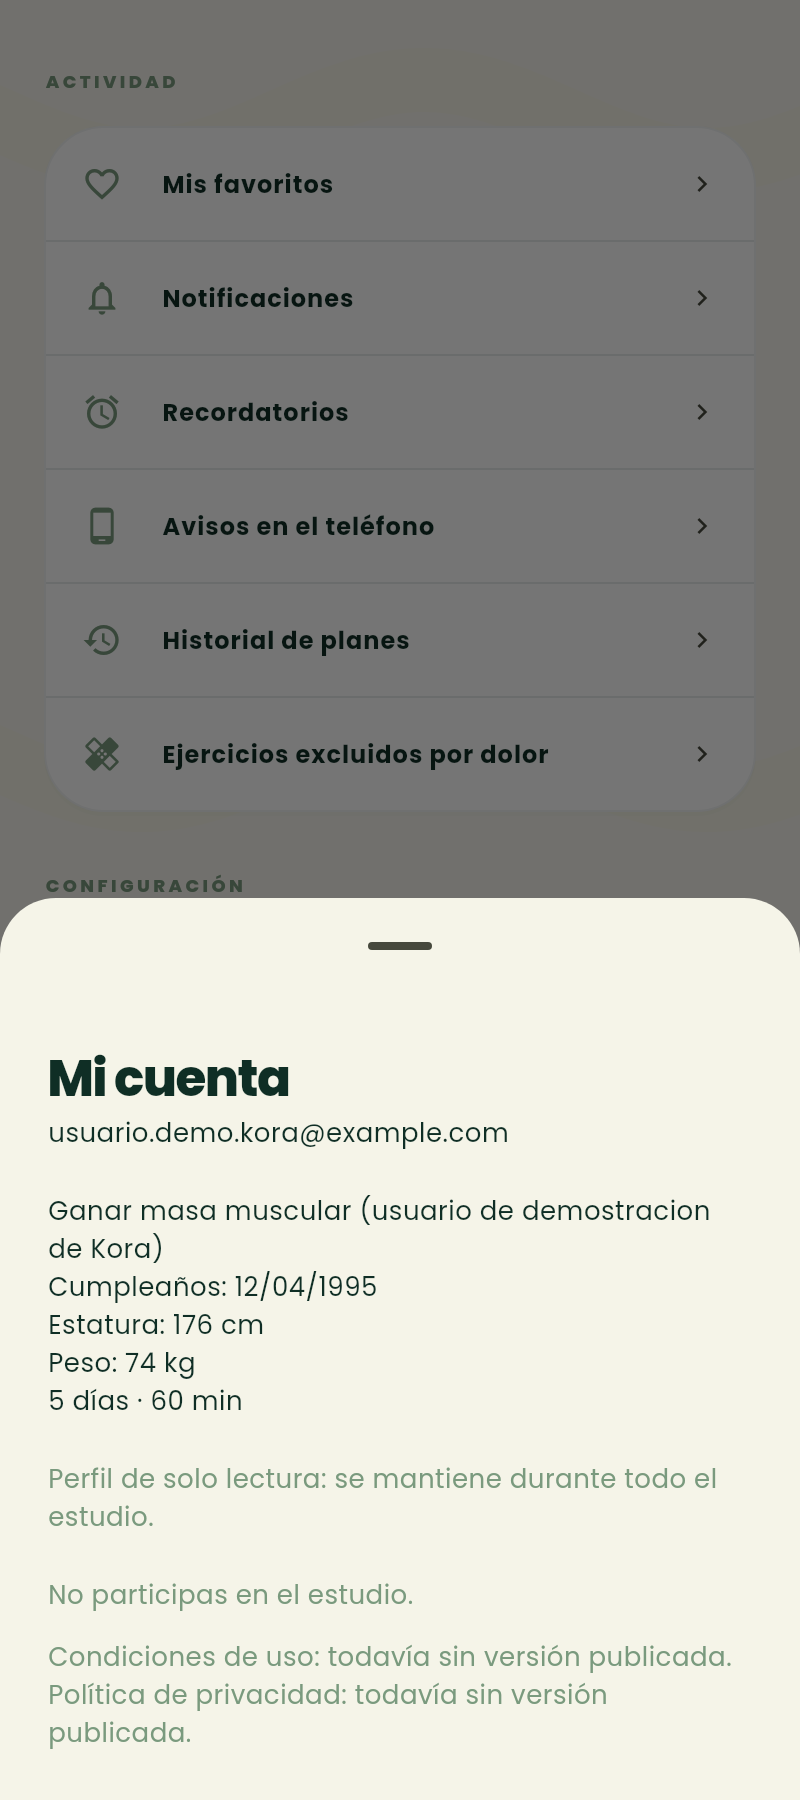 ACTIVIDAD
Mis favoritos
Notificaciones
Recordatorios
Avisos en el teléfono
Historial de planes
Ejercicios excluidos por dolor
CONFIGURACIÓN
Mi cuenta
usuario.demo.kora@example.com
Ganar masa muscular (usuario de demostracion
de Kora)
Cumpleaños: 12/04/1995
Estatura: 176 cm
Peso: 74 kg
5 días · 60 min
Perfil de solo lectura: se mantiene durante todo el
estudio.
No participas en el estudio.
Condiciones de uso: todavía sin versión publicada.
Política de privacidad: todavía sin versión
publicada.